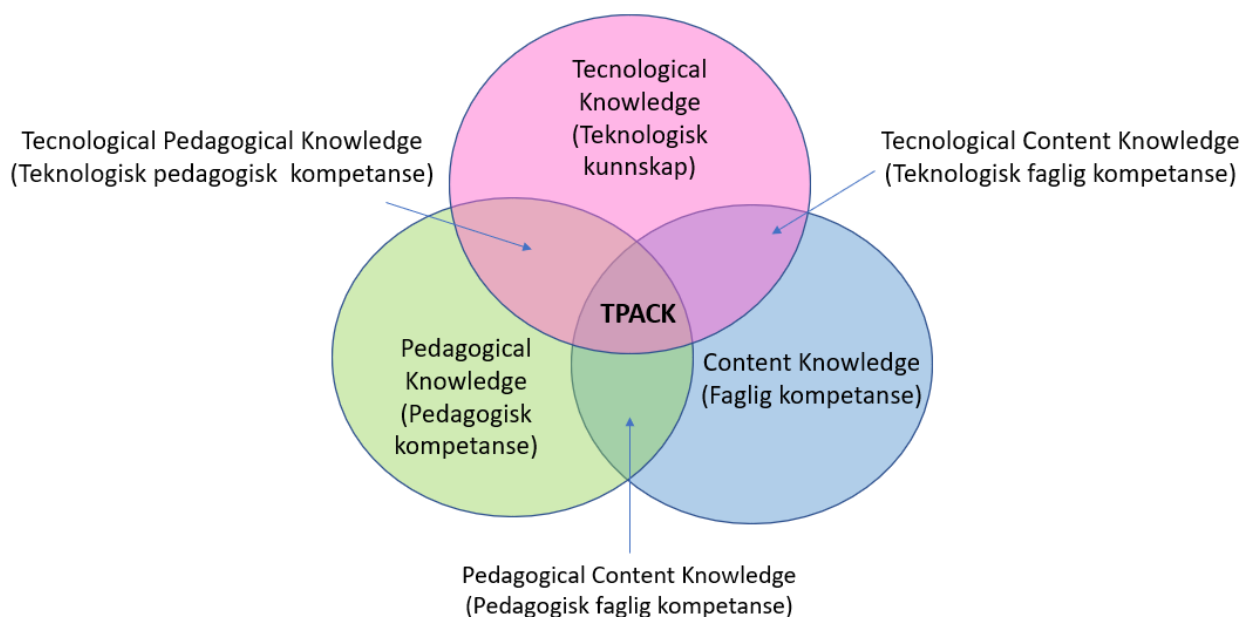 Tecnological
Knowledge
(Teknologisk
kunnskap)
Tecnological Pedagogical Knowledge
(Teknologisk pedagogisk  kompetanse)
Tecnological Content Knowledge
(Teknologisk faglig kompetanse)
TPACK
Pedagogical
Knowledge
(Pedagogisk
kompetanse)
Content Knowledge
(Faglig kompetanse)
Pedagogical Content Knowledge
(Pedagogisk faglig kompetanse)